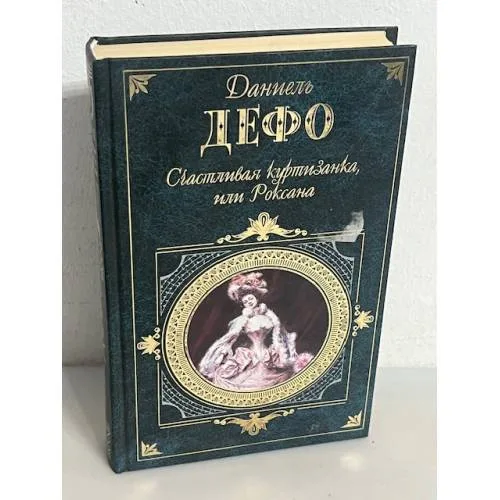 Даниель
ДЕФО
Счастливая куртизанка,
или Роксана